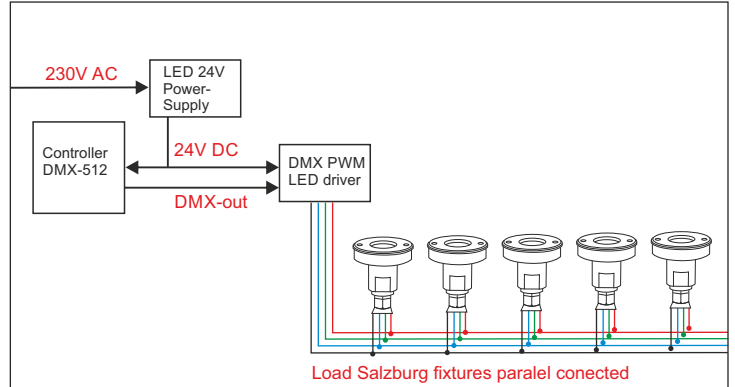 230V AC
LED 24V
Power-
Supply
Controller
DMX-512
24V DC
DMX PWM
LED driver
DMX-out
Load Salzburg fixtures paralel conected